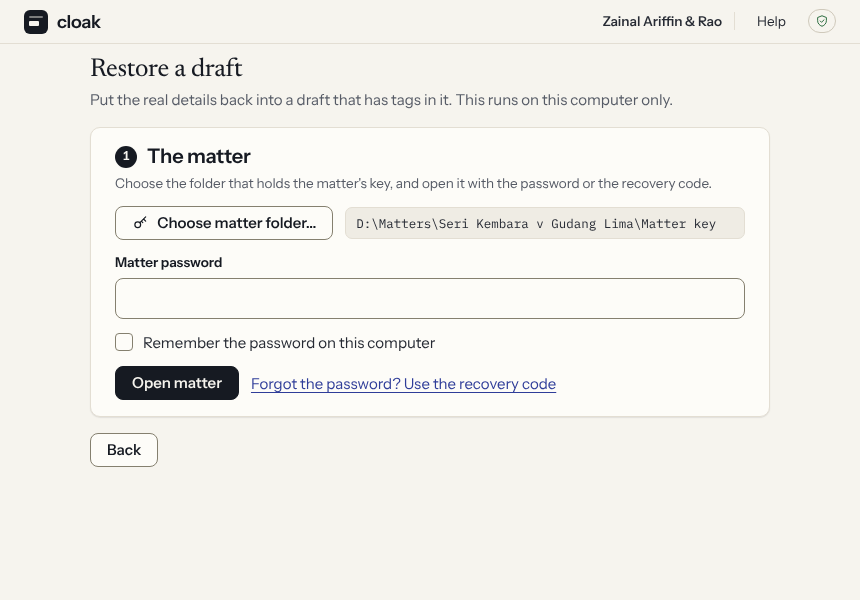 cloak
Zainal Ariffin & Rao
Help
Restore a draft
Put the real details back into a draft that has tags in it. This runs on this computer only.
1 The matter
Choose the folder that holds the matter's key, and open it with the password or the recovery code.
Choose matter folder...
D:\Matters\Seri Kembara v Gudang Lima\Matter key
Matter password
Remember the password on this computer
Open matter
Forgot the password? Use the recovery code
Back